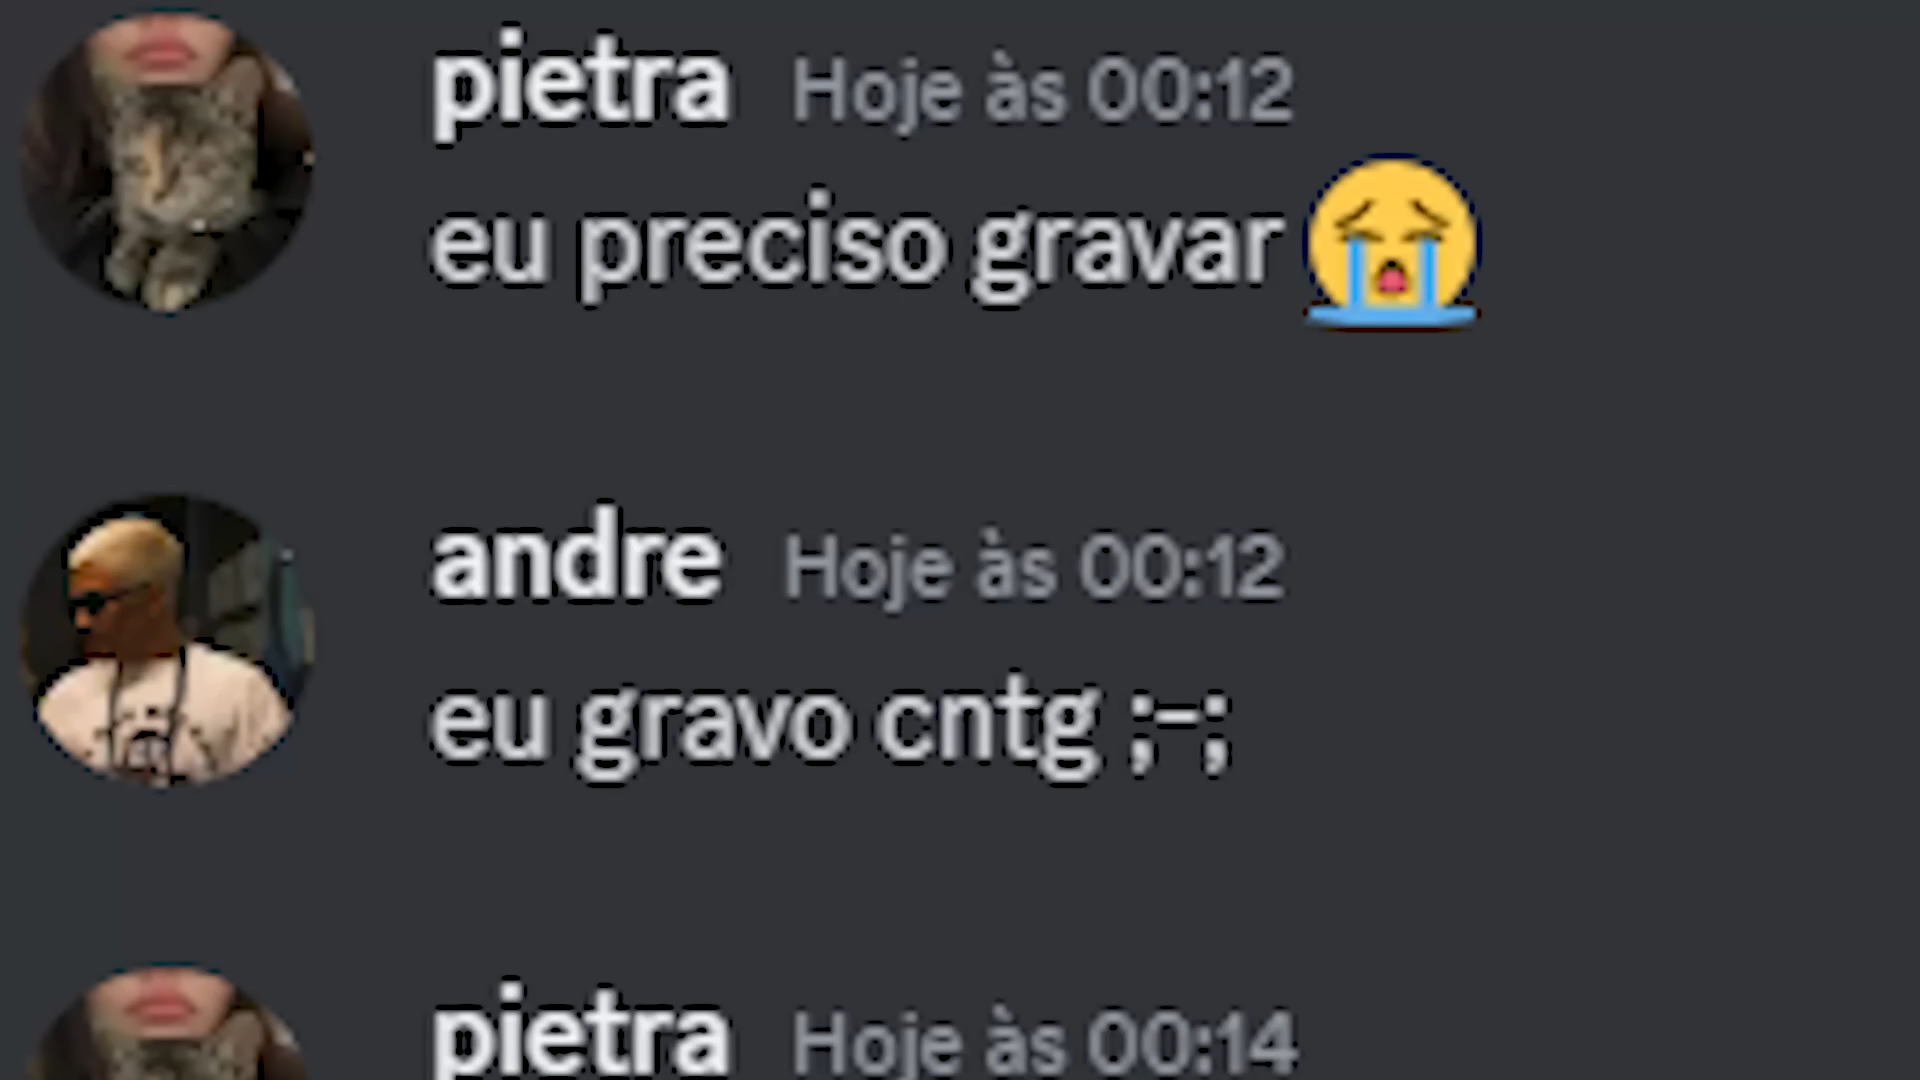 pietra Hoje às 00:12
eu preciso gravar 😭
andre Hoje às 00:12
eu gravo cntg ;-;
pietra Hoje às 00:14